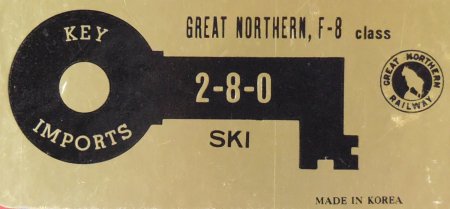 KEY
IMPORTS
GREAT NORTHERN, F-8 class
2-8-0
SKI
GREAT NORTHERN
RAILWAY
MADE IN KOREA